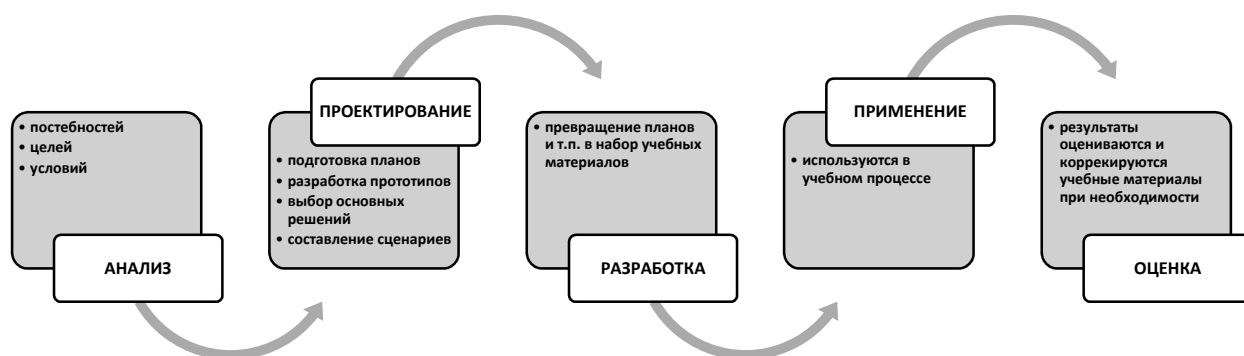 • постебностей
• целей
• условий
АНАЛИЗ
ПРОЕКТИРОВАНИЕ
• подготовка планов
• разработка прототипов
• выбор основных
решений
• составление сценариев
• превращение планов
и т.п. в набор учебных
материалов
РАЗРАБОТКА
ПРИМЕНЕНИЕ
• используются в
учебном процессе
• результаты
оцениваются и
коррекируются
учебные материалы
при необходимости
ОЦЕНКА